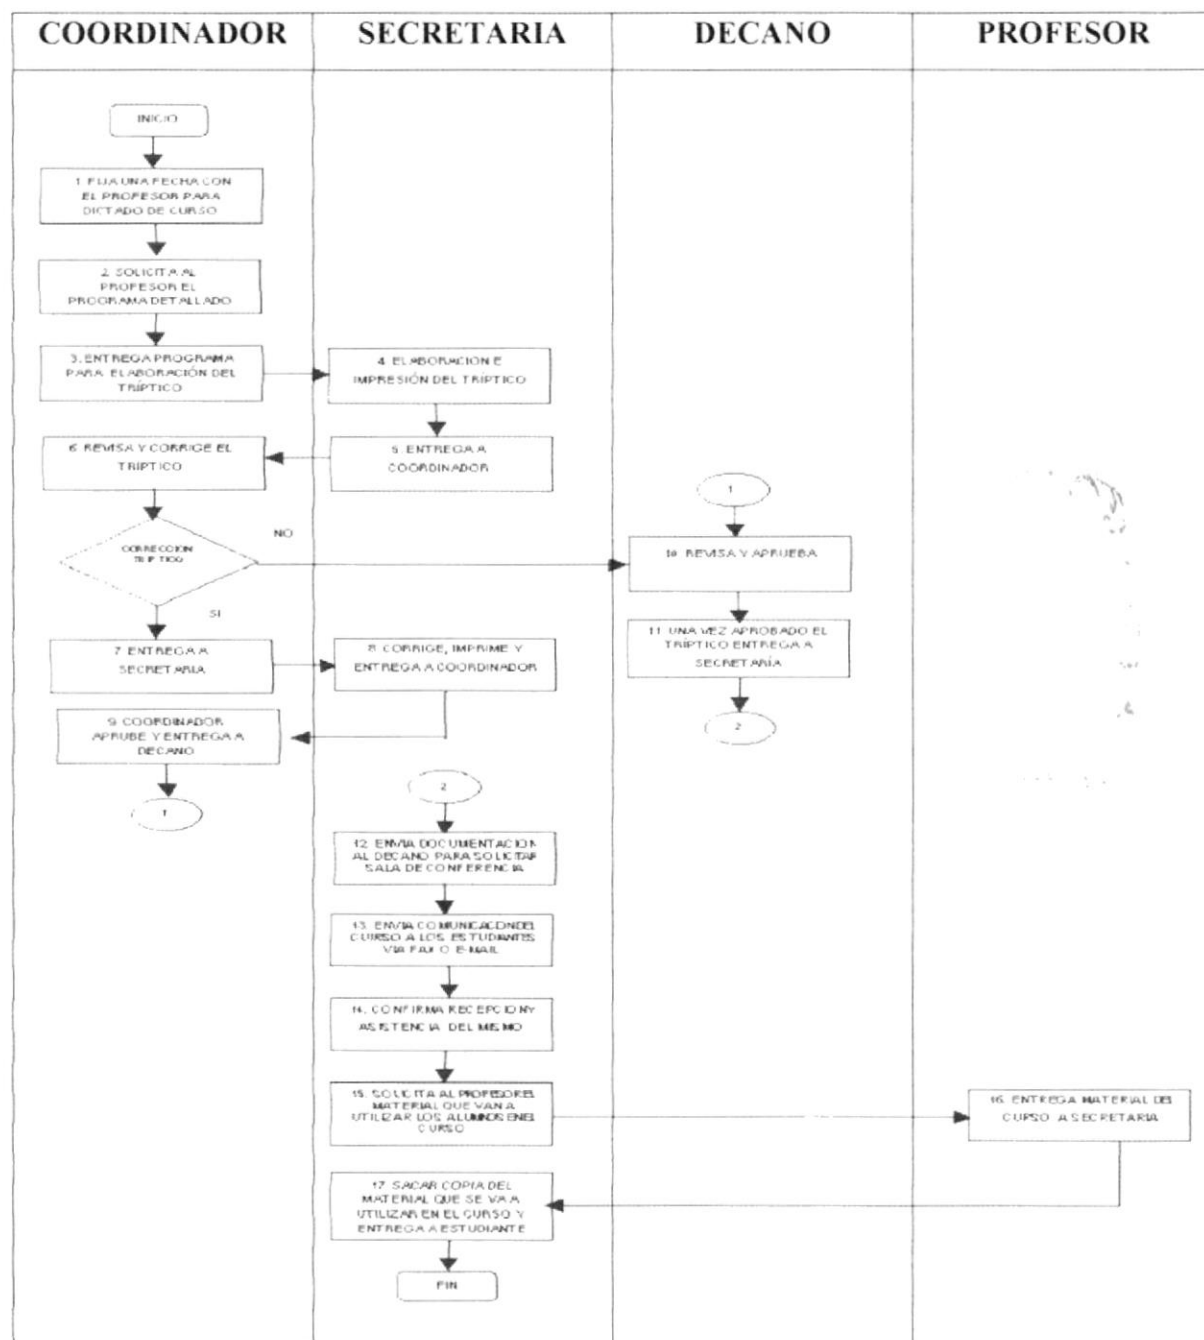 COORDINADOR
SECRETARIA
DECANO
PROFESOR
INICIO
1. FIJA UNA FECHA CON
EL PROFESOR PARA
DICTADO DE CURSO
2. SOLICITA AL
PROFESOR EL
PROGRAMA DETALLADO
3. ENTREGA PROGRAMA
PARA ELABORACIÓN DEL
TRÍPTICO
4. ELABORACION E
IMPRESIÓN DEL TRÍPTICO
5. ENTREGA A
COORDINADOR
6. REVISA Y CORRIGE EL
TRÍPTICO
CORRECCION
TRIPTICO
NO
SI
7. ENTREGA A
SECRETARIA
8. CORRIGE, IMPRIME Y
ENTREGA A COORDINADOR
9. COORDINADOR
APRUBE Y ENTREGA A
DECANO
1
1
10. REVISA Y APRUEBA
11. UNA VEZ APROBADO EL
TRÍPTICO ENTREGA A
SECRETARÍA
2
2
12. ENVIA DOCUMENTACION
AL DECANO PARA SOLICITAR
SALA DE CONFERENCIA
13. ENVIA COMUNICACION DEL
CURSO A LOS ESTUDIANTES
VIA FAX O E-MAIL
14. CONFIRMA RECEPCION Y
ASISTENCIA DEL MISMO
15. SOLICITA AL PROFESOR EL
MATERIAL QUE VAN A
UTILIZAR LOS ALUMNOS EN EL
CURSO
16. ENTREGA MATERIAL DEL
CURSO A SECRETARIA
17. SACAR COPIA DEL
MATERIAL QUE SE VA A
UTILIZAR EN EL CURSO Y
ENTREGA A ESTUDIANTE
FIN